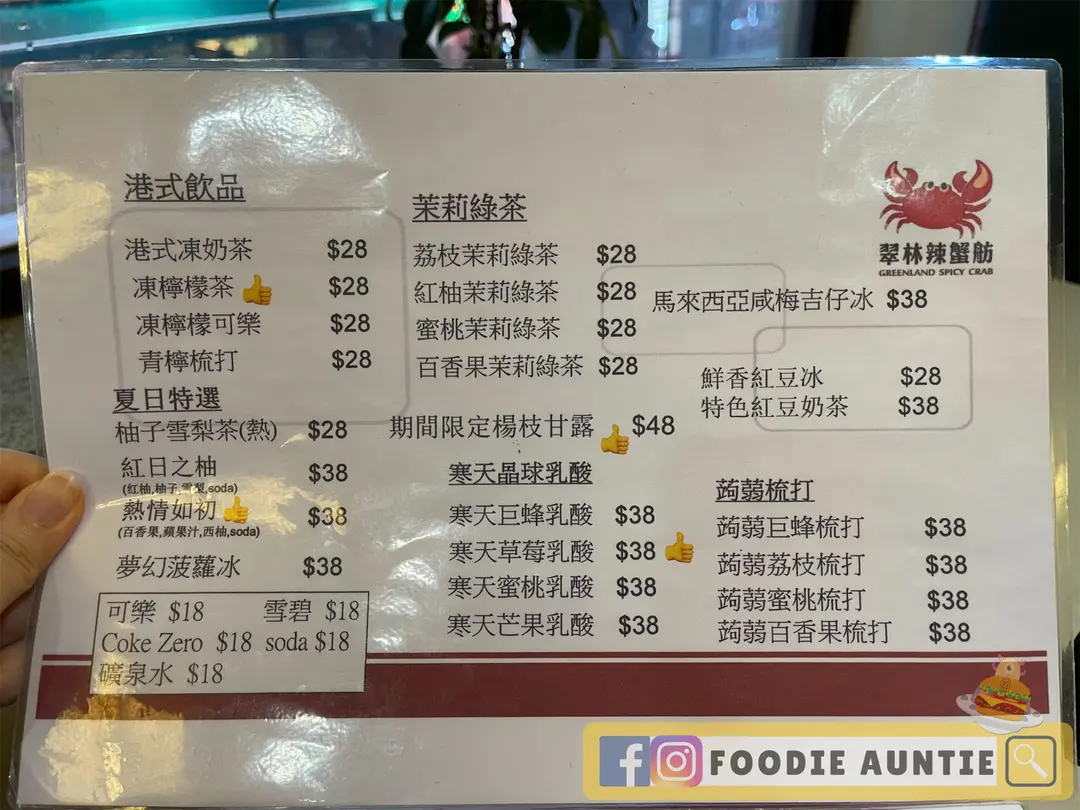 港式飲品
港式凍奶茶 $28
凍檸檬茶 $28
凍檸檬可樂 $28
青檸梳打 $28
夏日特選
柚子雪梨茶(熱) $28
紅日之柚 $38
(紅柚,柚子,雪梨,soda)
熱情如初 $38
(百香果,蘋果汁,西柚,soda)
夢幻菠蘿冰 $38
可樂 $18 雪碧 $18
Coke Zero $18 soda $18
礦泉水 $18
茉莉綠茶
荔枝茉莉綠茶 $28
紅柚茉莉綠茶 $28
蜜桃茉莉綠茶 $28
百香果茉莉綠茶 $28
期間限定楊枝甘露 $48
寒天晶球乳酸
寒天巨蜂乳酸 $38
寒天草莓乳酸 $38
寒天蜜桃乳酸 $38
寒天芒果乳酸 $38
翠林辣蟹舫
GREENLAND SPICY CRAB
馬來西亞咸梅吉仔冰 $38
鮮香紅豆冰 $28
特色紅豆奶茶 $38
蒟蒻梳打
蒟蒻巨蜂梳打 $38
蒟蒻荔枝梳打 $38
蒟蒻蜜桃梳打 $38
蒟蒻百香果梳打 $38
FOODIE AUNTIE